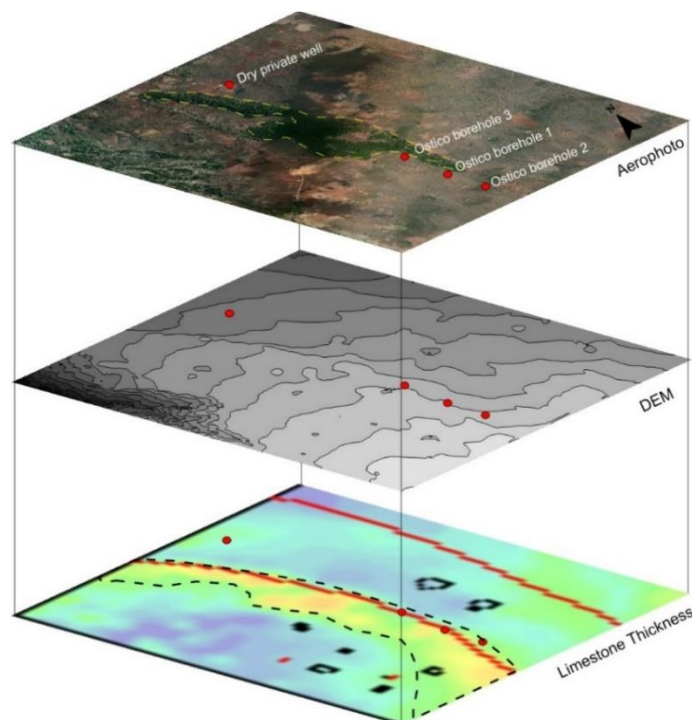 Dry private well
N
Ostico borehole 3
Ostico borehole 1
Ostico borehole 2
Aerophoto
DEM
Limestone Thickness